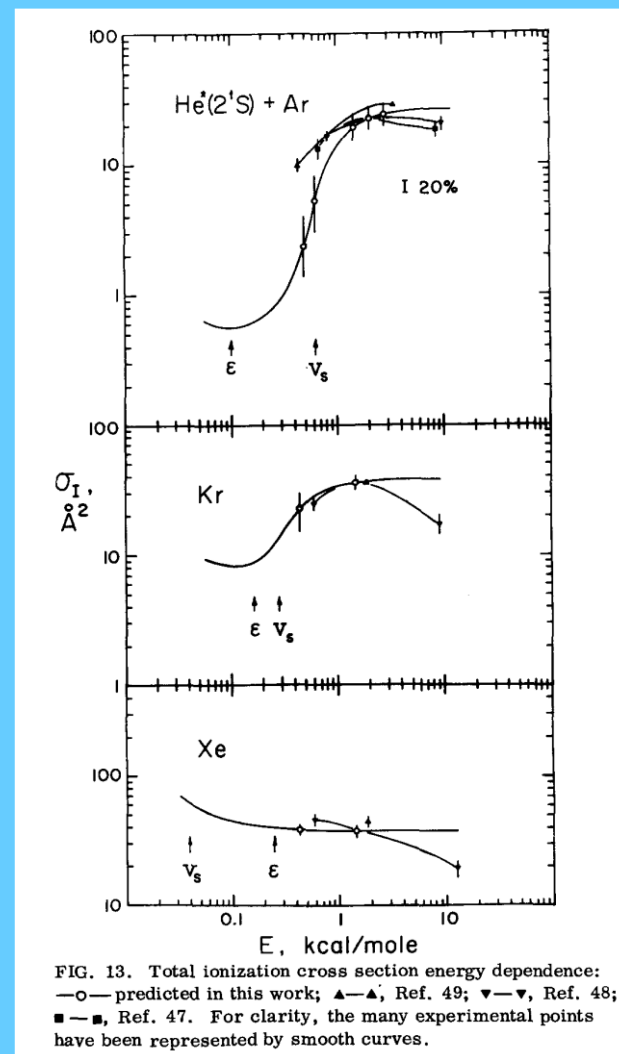 100
He*(2¹S) + Ar
10
I 20%
1
ε
Vs
100
σI,
Å²
Kr
10
ε Vs
1
Xe
100
Vs
ε
10
0.1 1 10
E, kcal/mole
FIG. 13. Total ionization cross section energy dependence:
—o— predicted in this work; ▲—▲, Ref. 49; ▼—▼, Ref. 48;
■—■, Ref. 47. For clarity, the many experimental points
have been represented by smooth curves.